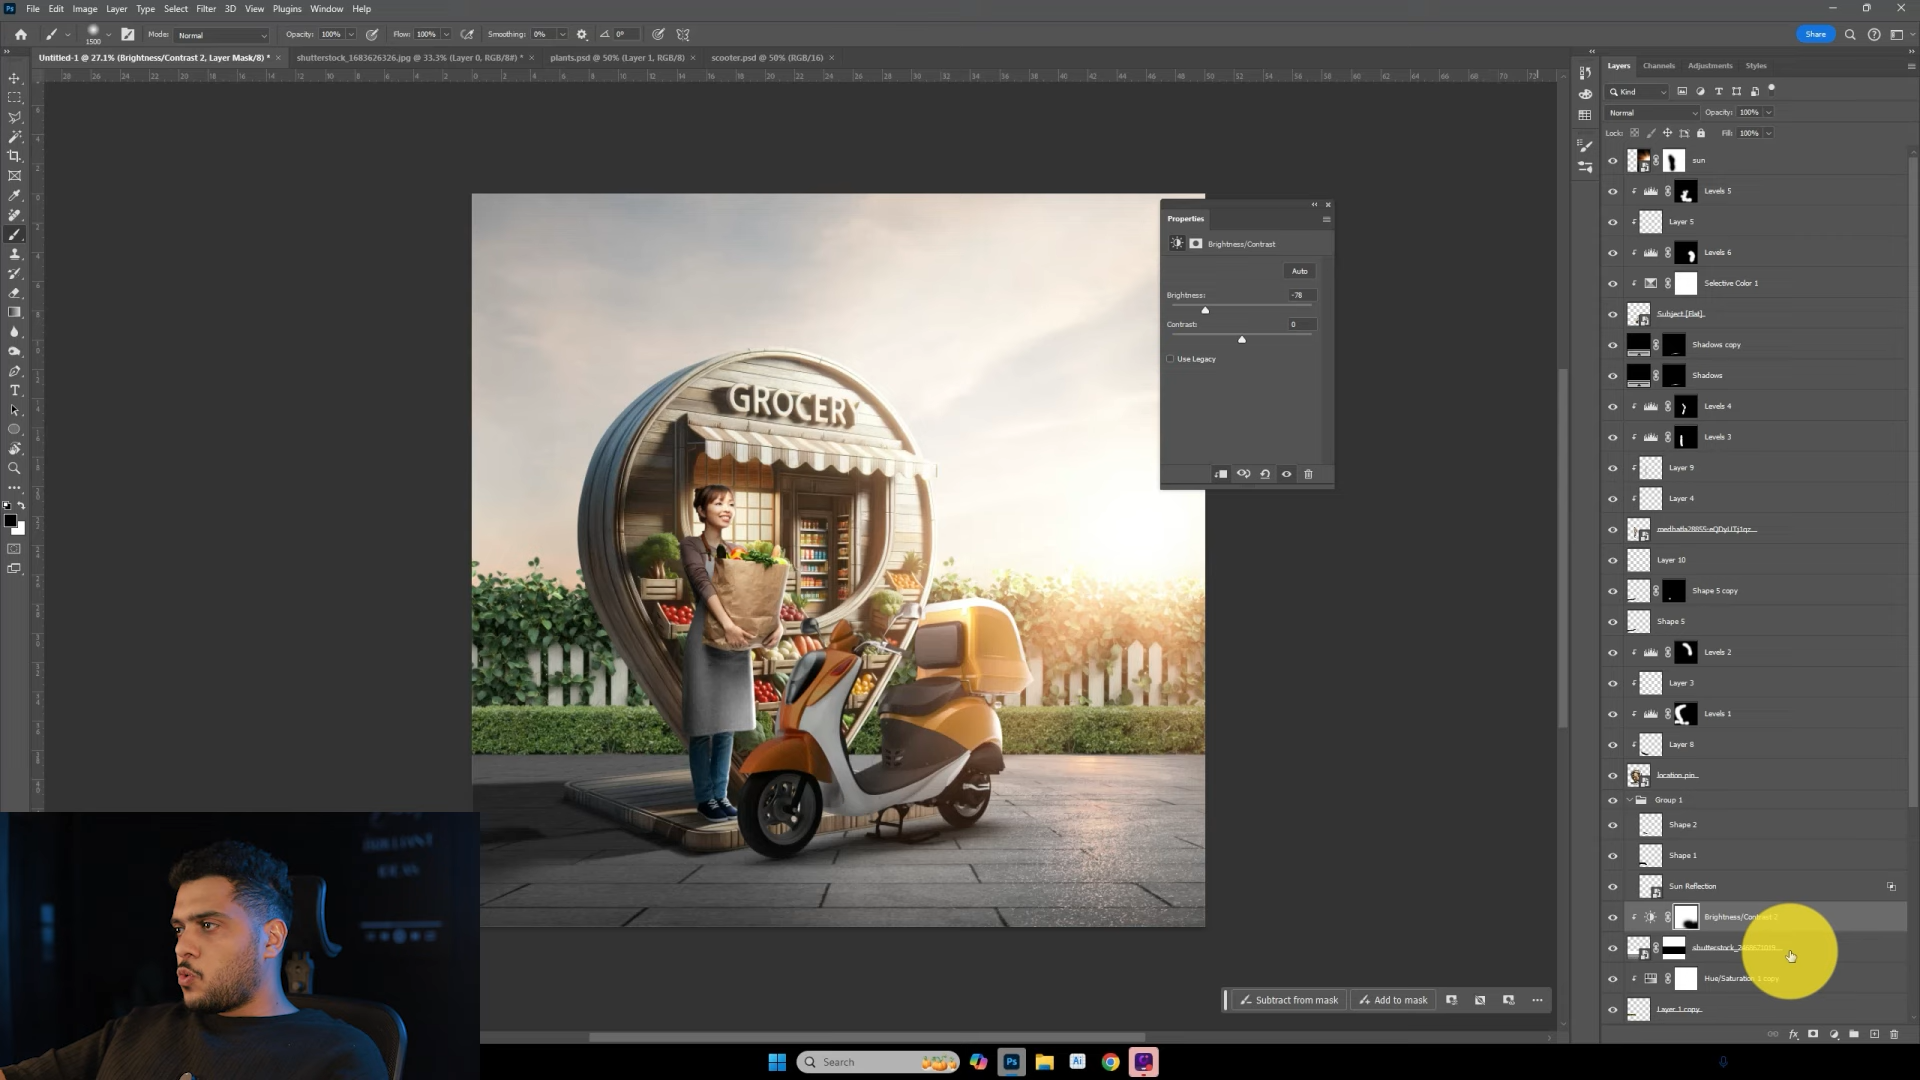 File Edit Image Layer Type Select Filter 3D View Plugins Window Help
1500 Mode: Normal Opacity: 100% Flow: 100% Smoothing: 0% 0° Share
Untitled-1 @ 27.1% (Brightness/Contrast 2, Layer Mask/8) * × shutterstock_1683626326.jpg @ 33.3% (Layer 0, RGB/8#) * × plants.psd @ 50% (Layer 1, RGB/8) × scooter.psd @ 50% (RGB/16) ×
Layers Channels Adjustments Styles
Kind
Normal Opacity: 100%
Lock: Fill: 100%
sun
Levels 5
Layer 5
Levels 6
Selective Color 1
Subject [Flat]
Shadows copy
Shadows
Levels 4
Levels 3
Layer 9
Layer 4
Layer 10
Shape 5 copy
Shape 5
Levels 2
Layer 3
Levels 1
Layer 8
location pin
Group 1
Shape 2
Shape 1
Sun Reflection
Brightness/Contrast 2
Hue/Saturation 1 copy
Layer 1 copy
Properties
Brightness/Contrast
Auto
Brightness: -78
Contrast: 0
Use Legacy
GROCERY
Subtract from mask Add to mask
Search
Ps
Ai